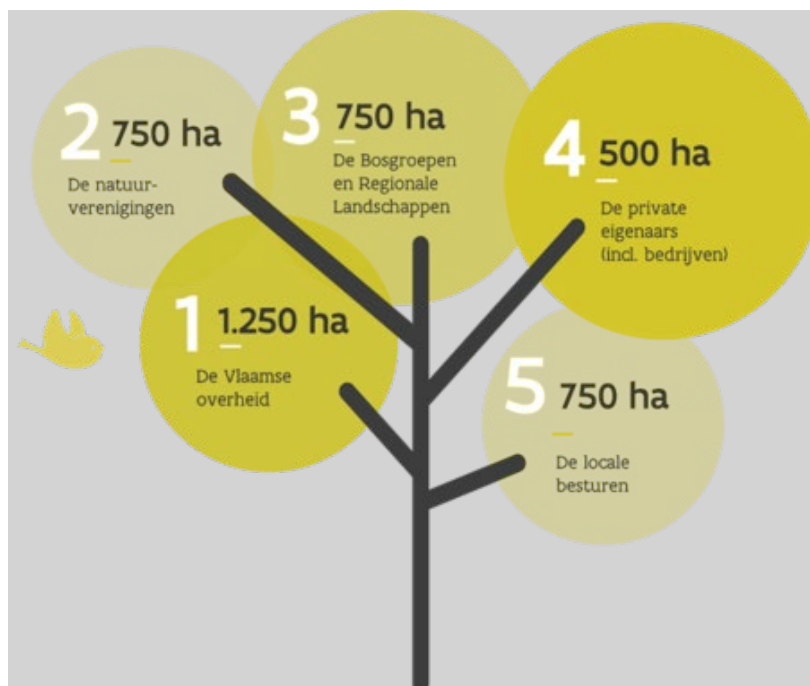 1 1.250 ha
De Vlaamse
overheid
2 750 ha
De natuur-
verenigingen
3 750 ha
De Bosgroepen
en Regionale
Landschappen
4 500 ha
De private
eigenaars
(incl. bedrijven)
5 750 ha
De locale
besturen